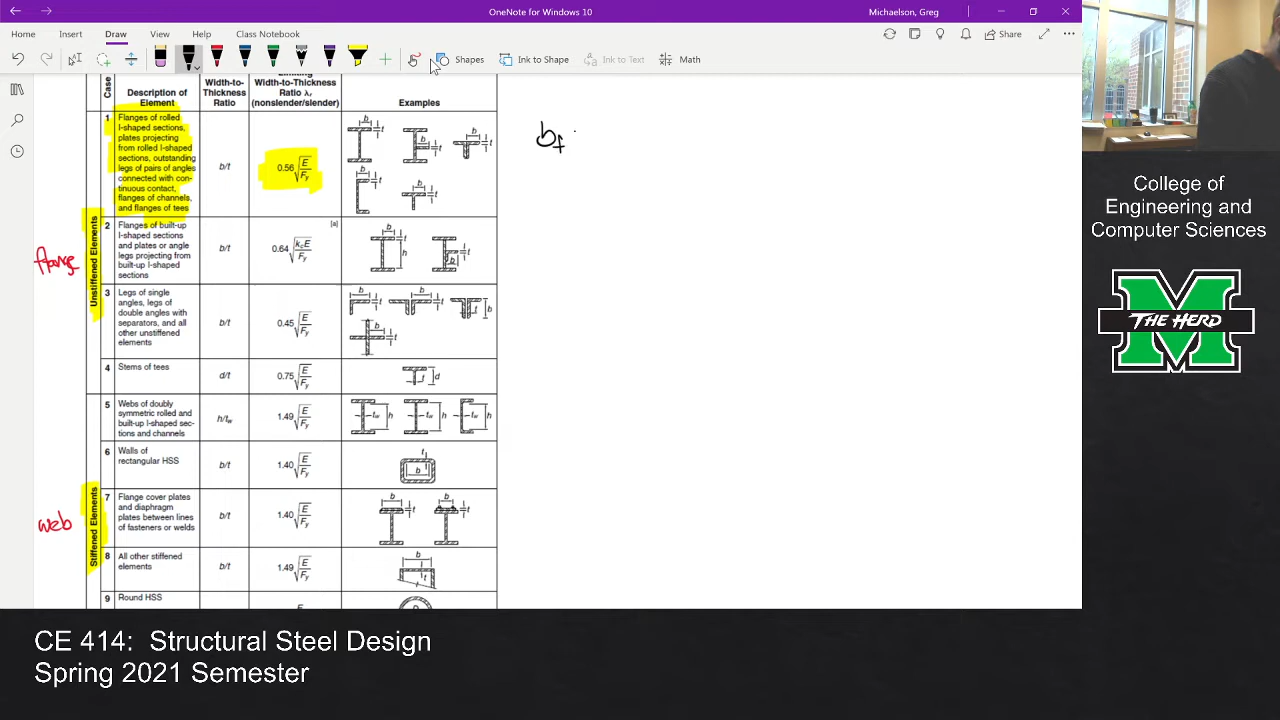 OneNote for Windows 10
Michaelson, Greg
Home Insert Draw View Help Class Notebook
Share
Shapes Ink to Shape Ink to Text Math
Case
Description of
Element
Width-to-
Thickness
Ratio
Width-to-Thickness
Ratio λr
(nonslender/slender)
Examples
Unstiffened Elements
flange
1
Flanges of rolled
I-shaped sections,
plates projecting
from rolled I-shaped
sections, outstanding
legs of pairs of angles
connected with con-
tinuous contact,
flanges of channels,
and flanges of tees
b/t
0.56 √E/Fy
b t b t b t
b t b t
bf
2
Flanges of built-up
I-shaped sections
and plates or angle
legs projecting from
built-up I-shaped
sections
b/t
[a]
0.64 √kcE/Fy
b t h b t
3
Legs of single
angles, legs of
double angles with
separators, and all
other unstiffened
elements
b/t
0.45 √E/Fy
b t b t t b
b t
4
Stems of tees
d/t
0.75 √E/Fy
t d
Stiffened Elements
web
5
Webs of doubly
symmetric rolled and
built-up I-shaped sec-
tions and channels
h/tw
1.49 √E/Fy
tw h tw h tw h
6
Walls of
rectangular HSS
b/t
1.40 √E/Fy
t
b
7
Flange cover plates
and diaphragm
plates between lines
of fasteners or welds
b/t
1.40 √E/Fy
b t b t
8
All other stiffened
elements
b/t
1.49 √E/Fy
b
t
9
Round HSS
E
College of
Engineering and
Computer Sciences
M
THE HERD
CE 414: Structural Steel Design
Spring 2021 Semester